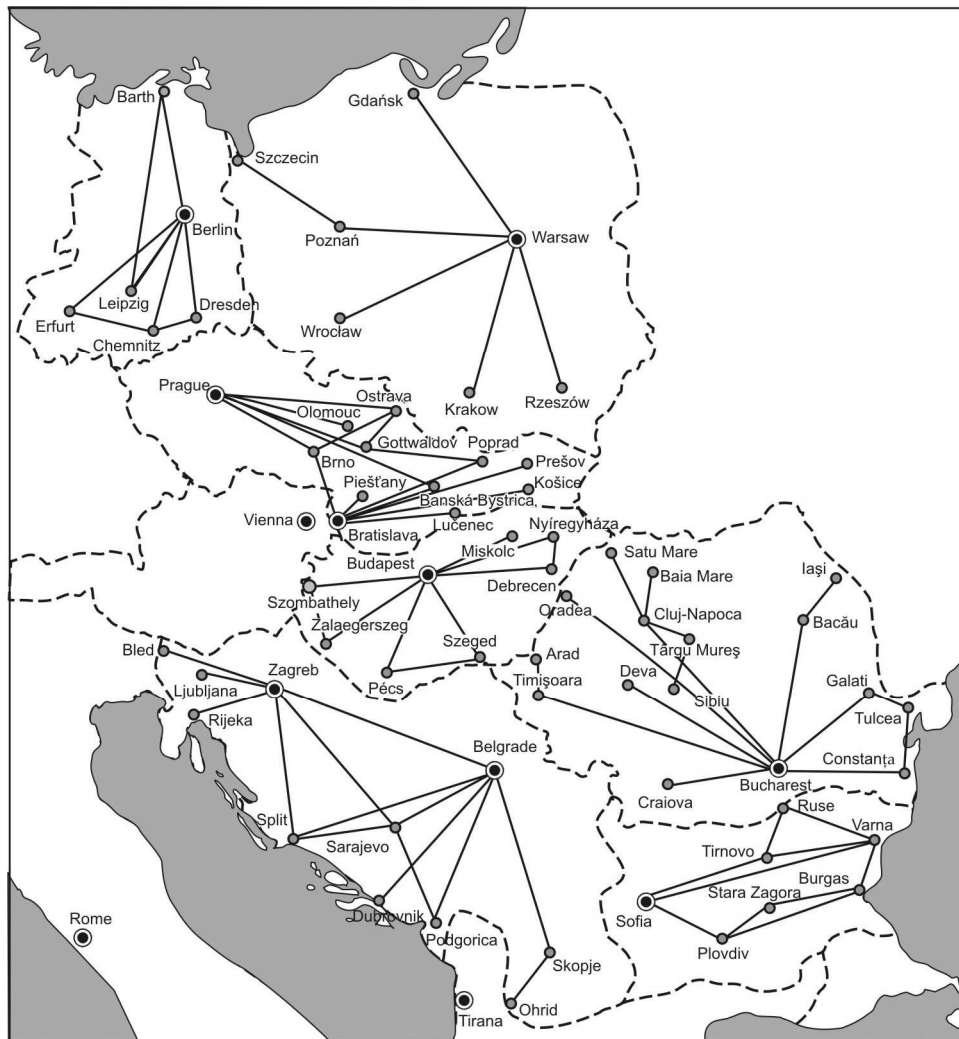 Barth
Gdańsk
Szczecin
Berlin
Poznań
Warsaw
Leipzig
Dresden
Erfurt
Chemnitz
Wrocław
Prague
Ostrava
Olomouc
Krakow
Rzeszów
Gottwaldov
Poprad
Brno
Prešov
Piešťany
Košice
Banská Bystrica
Vienna
Bratislava
Lučenec
Nyíregyháza
Miskolc
Budapest
Satu Mare
Iaşi
Debrecen
Baia Mare
Szombathely
Oradea
Cluj-Napoca
Bacău
Zalaegerszeg
Szeged
Târgu Mureş
Bled
Zagreb
Arad
Ljubljana
Pécs
Timişoara
Deva
Sibiu
Galati
Rijeka
Tulcea
Belgrade
Constanța
Bucharest
Craiova
Ruse
Split
Sarajevo
Varna
Tirnovo
Burgas
Stara Zagora
Dubrovnik
Sofia
Rome
Podgorica
Plovdiv
Skopje
Ohrid
Tirana